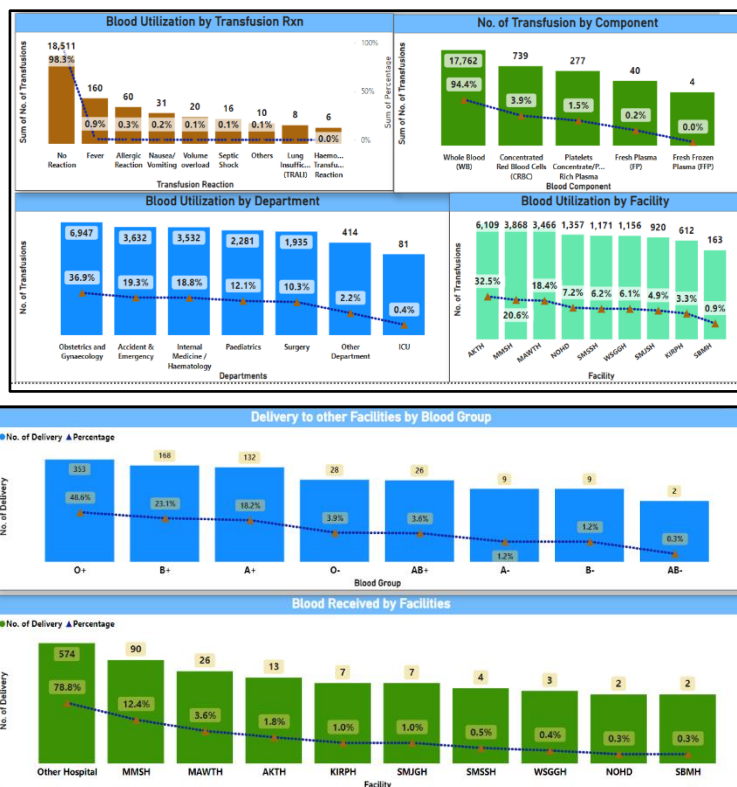 Blood Utilization by Transfusion Rxn
Sum of No. of Transfusions
18,511
98.3%
160
0.9%
60
0.3%
31
0.2%
20
0.1%
16
0.1%
10
0.1%
8
6
0.0%
100%
50%
0%
Sum of Percentage
No Reaction
Fever
Allergic Reaction
Nausea/ Vomiting
Volume overload
Septic Shock
Others
Lung Insuffic... (TRALI)
Haemo... Transfu... Reaction
Transfusion Reaction
No. of Transfusion by Component
Sum of No. of Transfusions
17,762
94.4%
739
3.9%
277
1.5%
40
0.2%
4
0.0%
Whole Blood (WB)
Concentrated Red Blood Cells (CRBC)
Platelets Concentrate/P... Rich Plasma
Fresh Plasma (FP)
Fresh Frozen Plasma (FFP)
Blood Component
Blood Utilization by Department
No. of Transfusions
6,947
36.9%
3,632
19.3%
3,532
18.8%
2,281
12.1%
1,935
10.3%
414
2.2%
81
0.4%
Obstetrics and Gynaecology
Accident & Emergency
Internal Medicine / Haematology
Paediatrics
Surgery
Other Department
ICU
Departments
Blood Utilization by Facility
No. of Transfusions
6,109
32.5%
3,868
20.6%
3,466
18.4%
1,357
7.2%
1,171
6.2%
1,156
6.1%
920
4.9%
612
3.3%
163
0.9%
AKTH
MMSH
MAWTH
NOHD
SMSSH
WSGGH
SMJSH
KIRPH
SBMH
Facility
Delivery to other Facilities by Blood Group
No. of Delivery Percentage
No. of Delivery
353
48.6%
168
23.1%
132
18.2%
28
3.9%
26
3.6%
9
1.2%
9
1.2%
2
0.3%
O+
B+
A+
O-
AB+
A-
B-
AB-
Blood Group
Blood Received by Facilities
No. of Delivery Percentage
No. of Delivery
574
78.8%
90
12.4%
26
3.6%
13
1.8%
7
1.0%
7
1.0%
4
0.5%
3
0.4%
2
0.3%
2
0.3%
Other Hospital
MMSH
MAWTH
AKTH
KIRPH
SMJGH
SMSSH
WSGGH
NOHD
SBMH
Facility